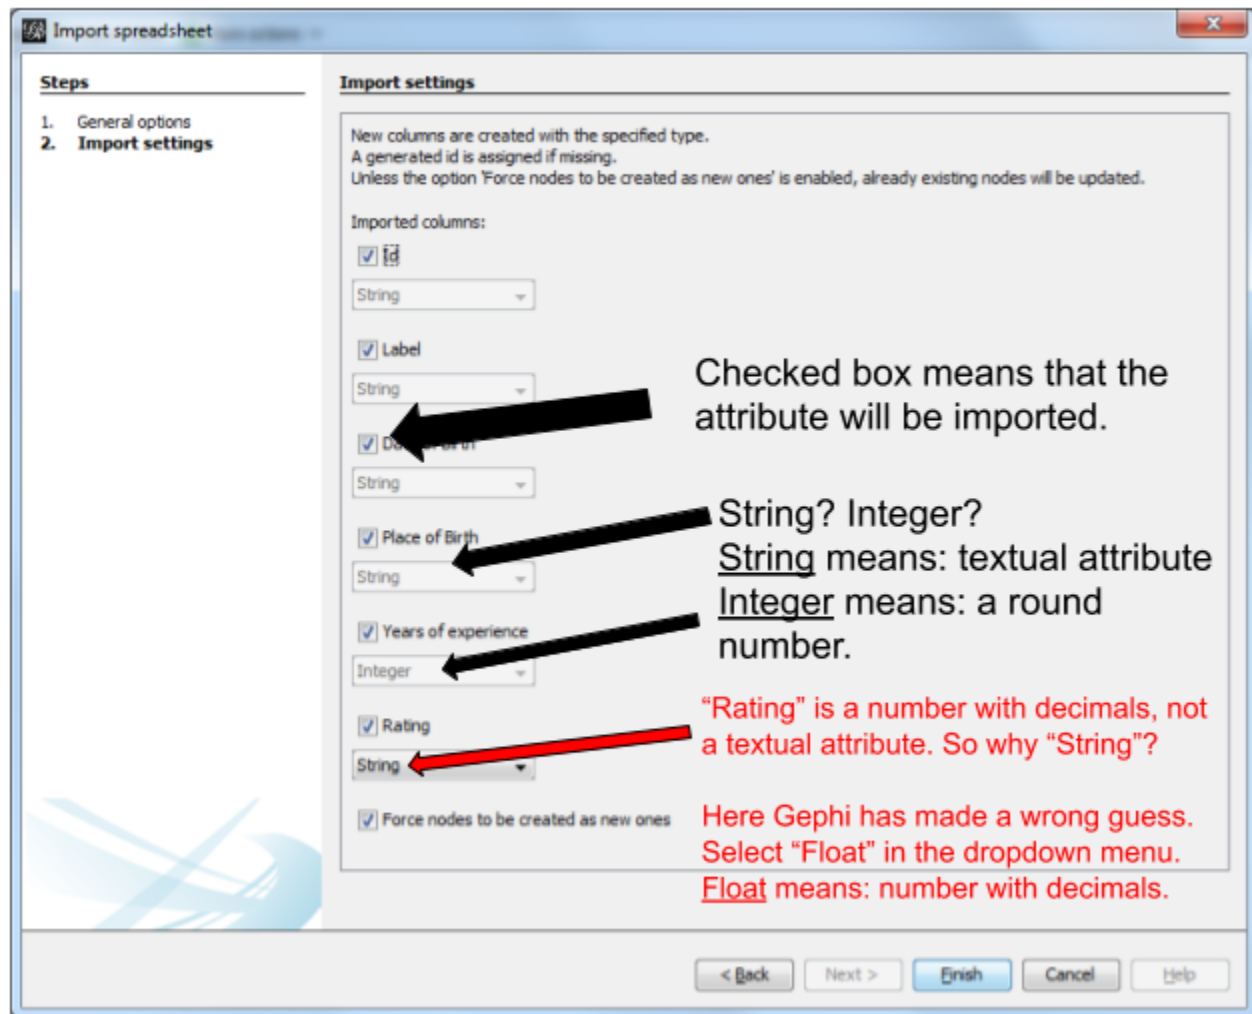 Import spreadsheet
Steps
1. General options
2. Import settings
Import settings
New columns are created with the specified type.
A generated id is assigned if missing.
Unless the option 'Force nodes to be created as new ones' is enabled, already existing nodes will be updated.
Imported columns:
Id
String
Label
String
Birth
String
Place of Birth
String
Years of experience
Integer
Rating
String
Force nodes to be created as new ones
Checked box means that the
attribute will be imported.
String? Integer?
String means: textual attribute
Integer means: a round
number.
“Rating” is a number with decimals, not
a textual attribute. So why “String”?
Here Gephi has made a wrong guess.
Select “Float” in the dropdown menu.
Float means: number with decimals.
< Back
Next >
Finish
Cancel
Help